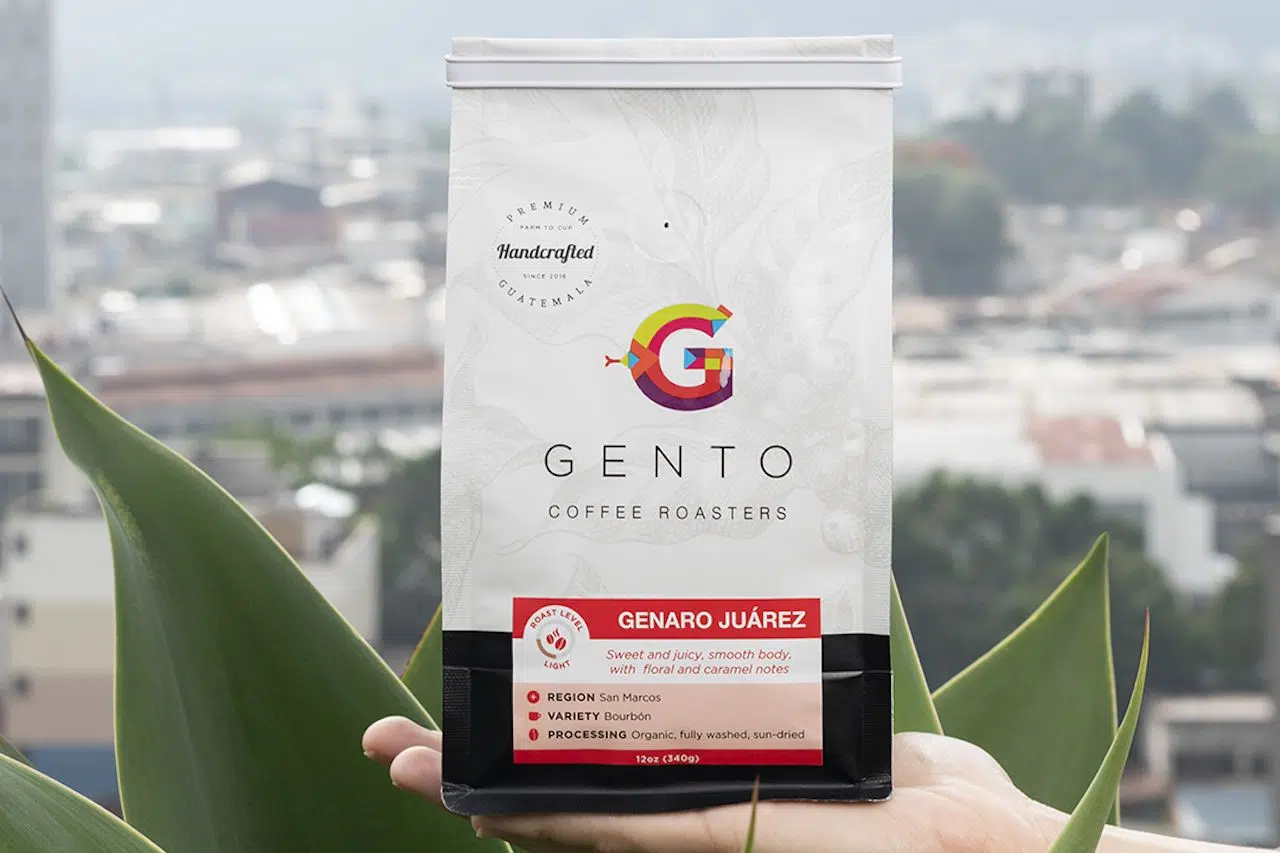 PREMIUM
FARM TO CUP
Handcrafted
SINCE 2016
GUATEMALA
G
GENTO
COFFEE ROASTERS
ROAST LEVEL
LIGHT
GENARO JUÁREZ
Sweet and juicy, smooth body,
with floral and caramel notes
REGION San Marcos
VARIETY Bourbón
PROCESSING Organic, fully washed, sun-dried
12oz (340g)